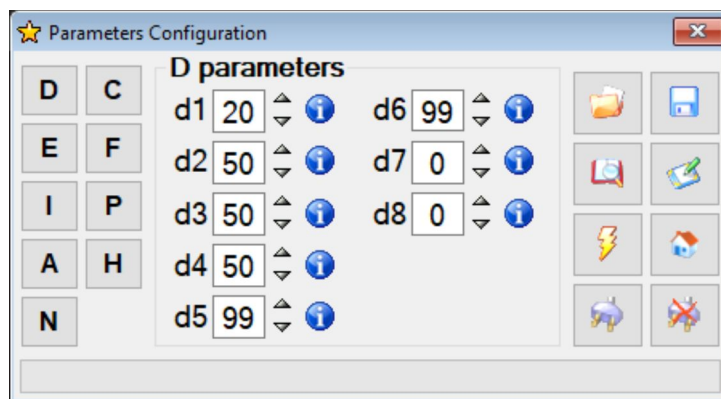 Parameters Configuration
D C
E F
I P
A H
N
D parameters
d1 20 d6 99
d2 50 d7 0
d3 50 d8 0
d4 50
d5 99